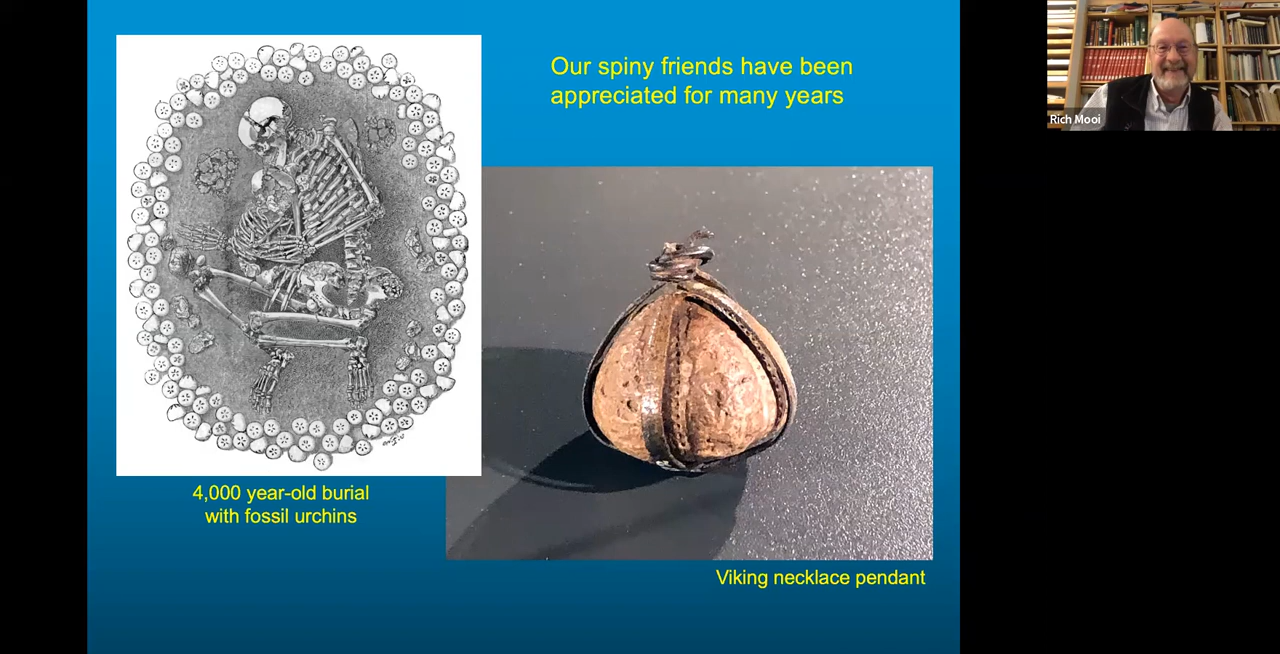 Our spiny friends have been
appreciated for many years
Rich Mooi
4,000 year-old burial
with fossil urchins
Viking necklace pendant